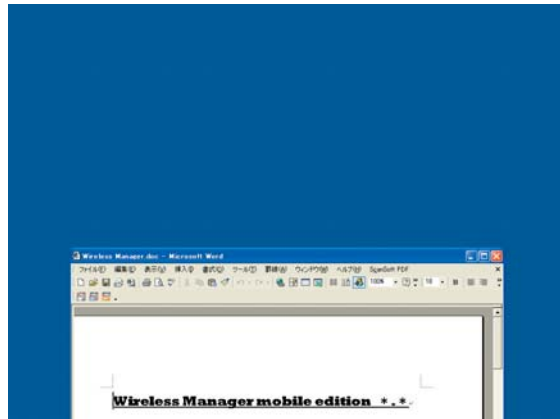 Wireless Manager.doc - Microsoft Word
ファイル(F) 編集(E) 表示(V) 挿入(I) 書式(O) ツール(T) 罫線(A) ウィンドウ(W) ヘルプ(H) ScanSoft PDF
100% 18
Wireless Manager mobile edition *.*